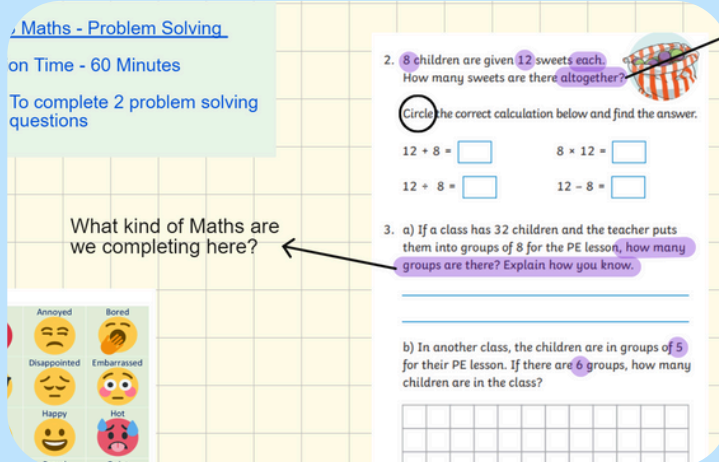 Maths - Problem Solving
on Time - 60 Minutes
To complete 2 problem solving
questions
2. 8 children are given 12 sweets each.
How many sweets are there altogether?
Circle the correct calculation below and find the answer.
12 + 8 =
8 × 12 =
12 ÷ 8 =
12 – 8 =
What kind of Maths are
we completing here?
3. a) If a class has 32 children and the teacher puts
them into groups of 8 for the PE lesson, how many
groups are there? Explain how you know.
b) In another class, the children are in groups of 5
for their PE lesson. If there are 6 groups, how many
children are in the class?
Annoyed
Bored
Disappointed
Embarrassed
Happy
Hot